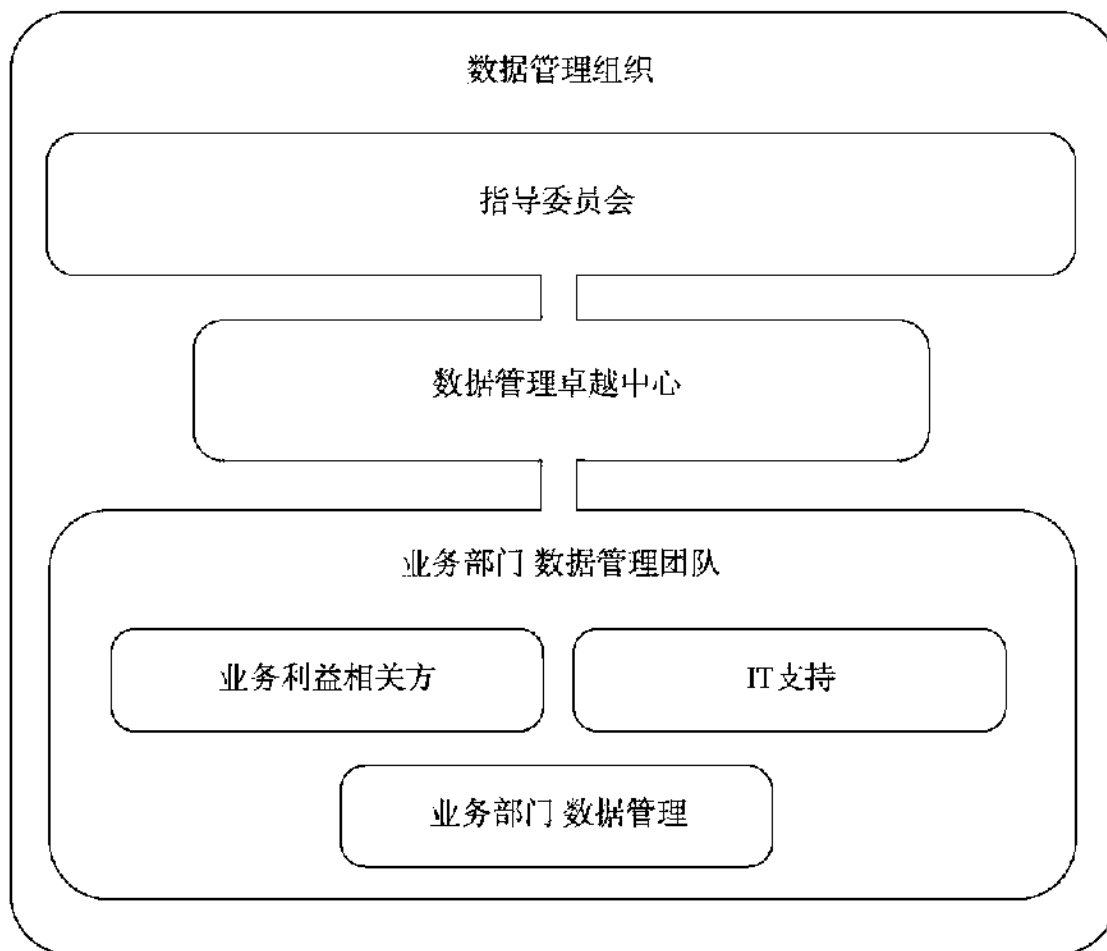 数据管理组织
指导委员会
数据管理卓越中心
业务部门 数据管理团队
业务利益相关方
IT支持
业务部门 数据管理